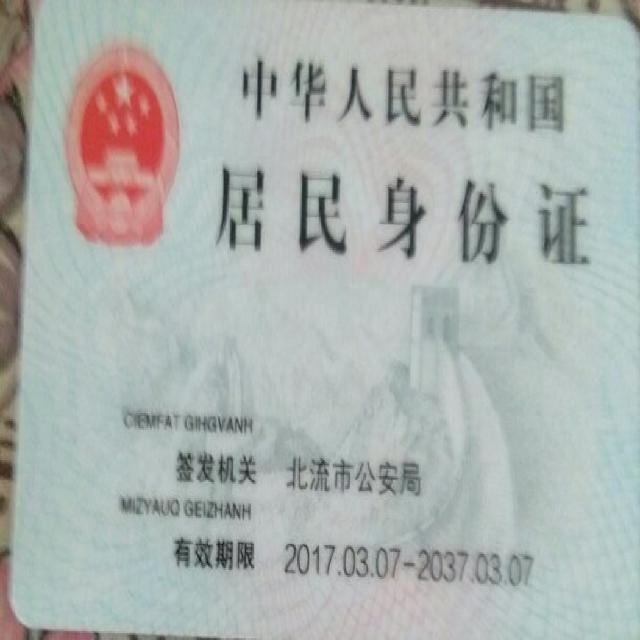 中华人民共和国
居民身份证
CIEMFAT GIHGVANH
签发机关 北流市公安局
MIZYAUQ GEIZHANH
有效期限 2017.03.07-2037.03.07